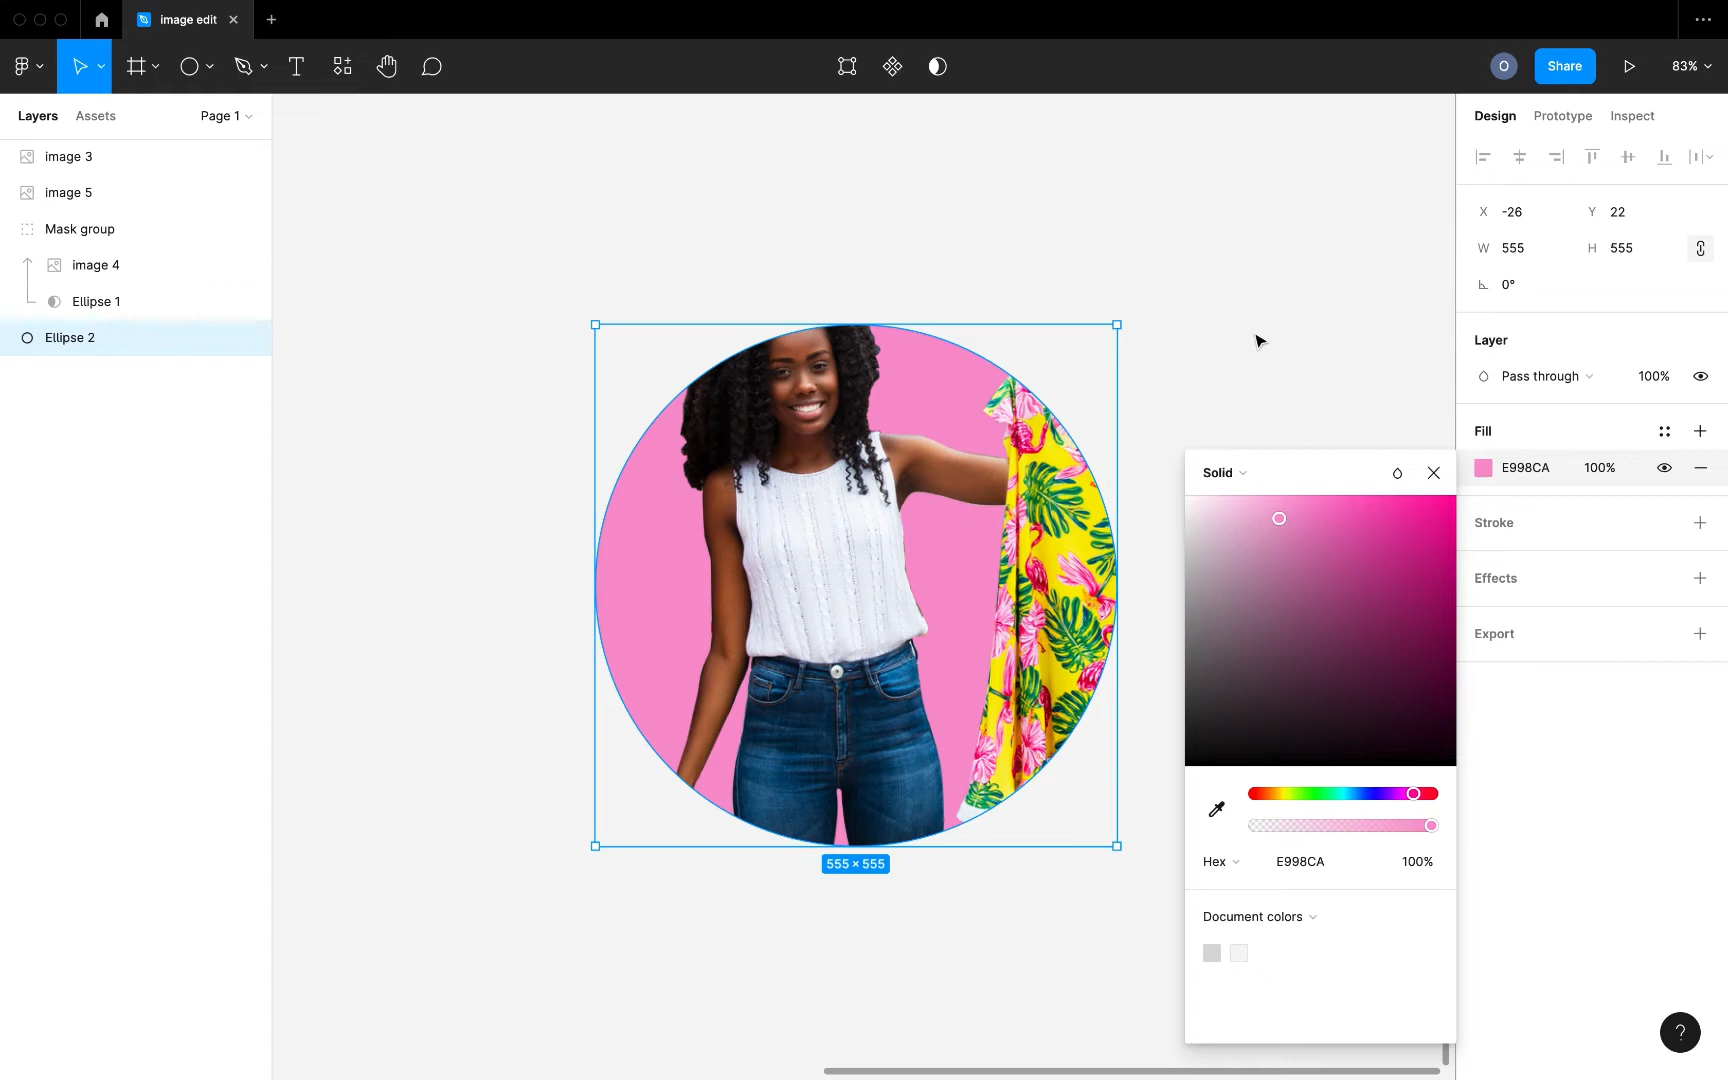 image edit
O
Share
83%
Layers
Assets
Page 1
image 3
image 5
Mask group
image 4
Ellipse 1
Ellipse 2
555 × 555
Design
Prototype
Inspect
X -26
Y 22
W 555
H 555
0°
Layer
Pass through
100%
Fill
E998CA
100%
Stroke
Effects
Export
Solid
Hex
E998CA
100%
Document colors
?